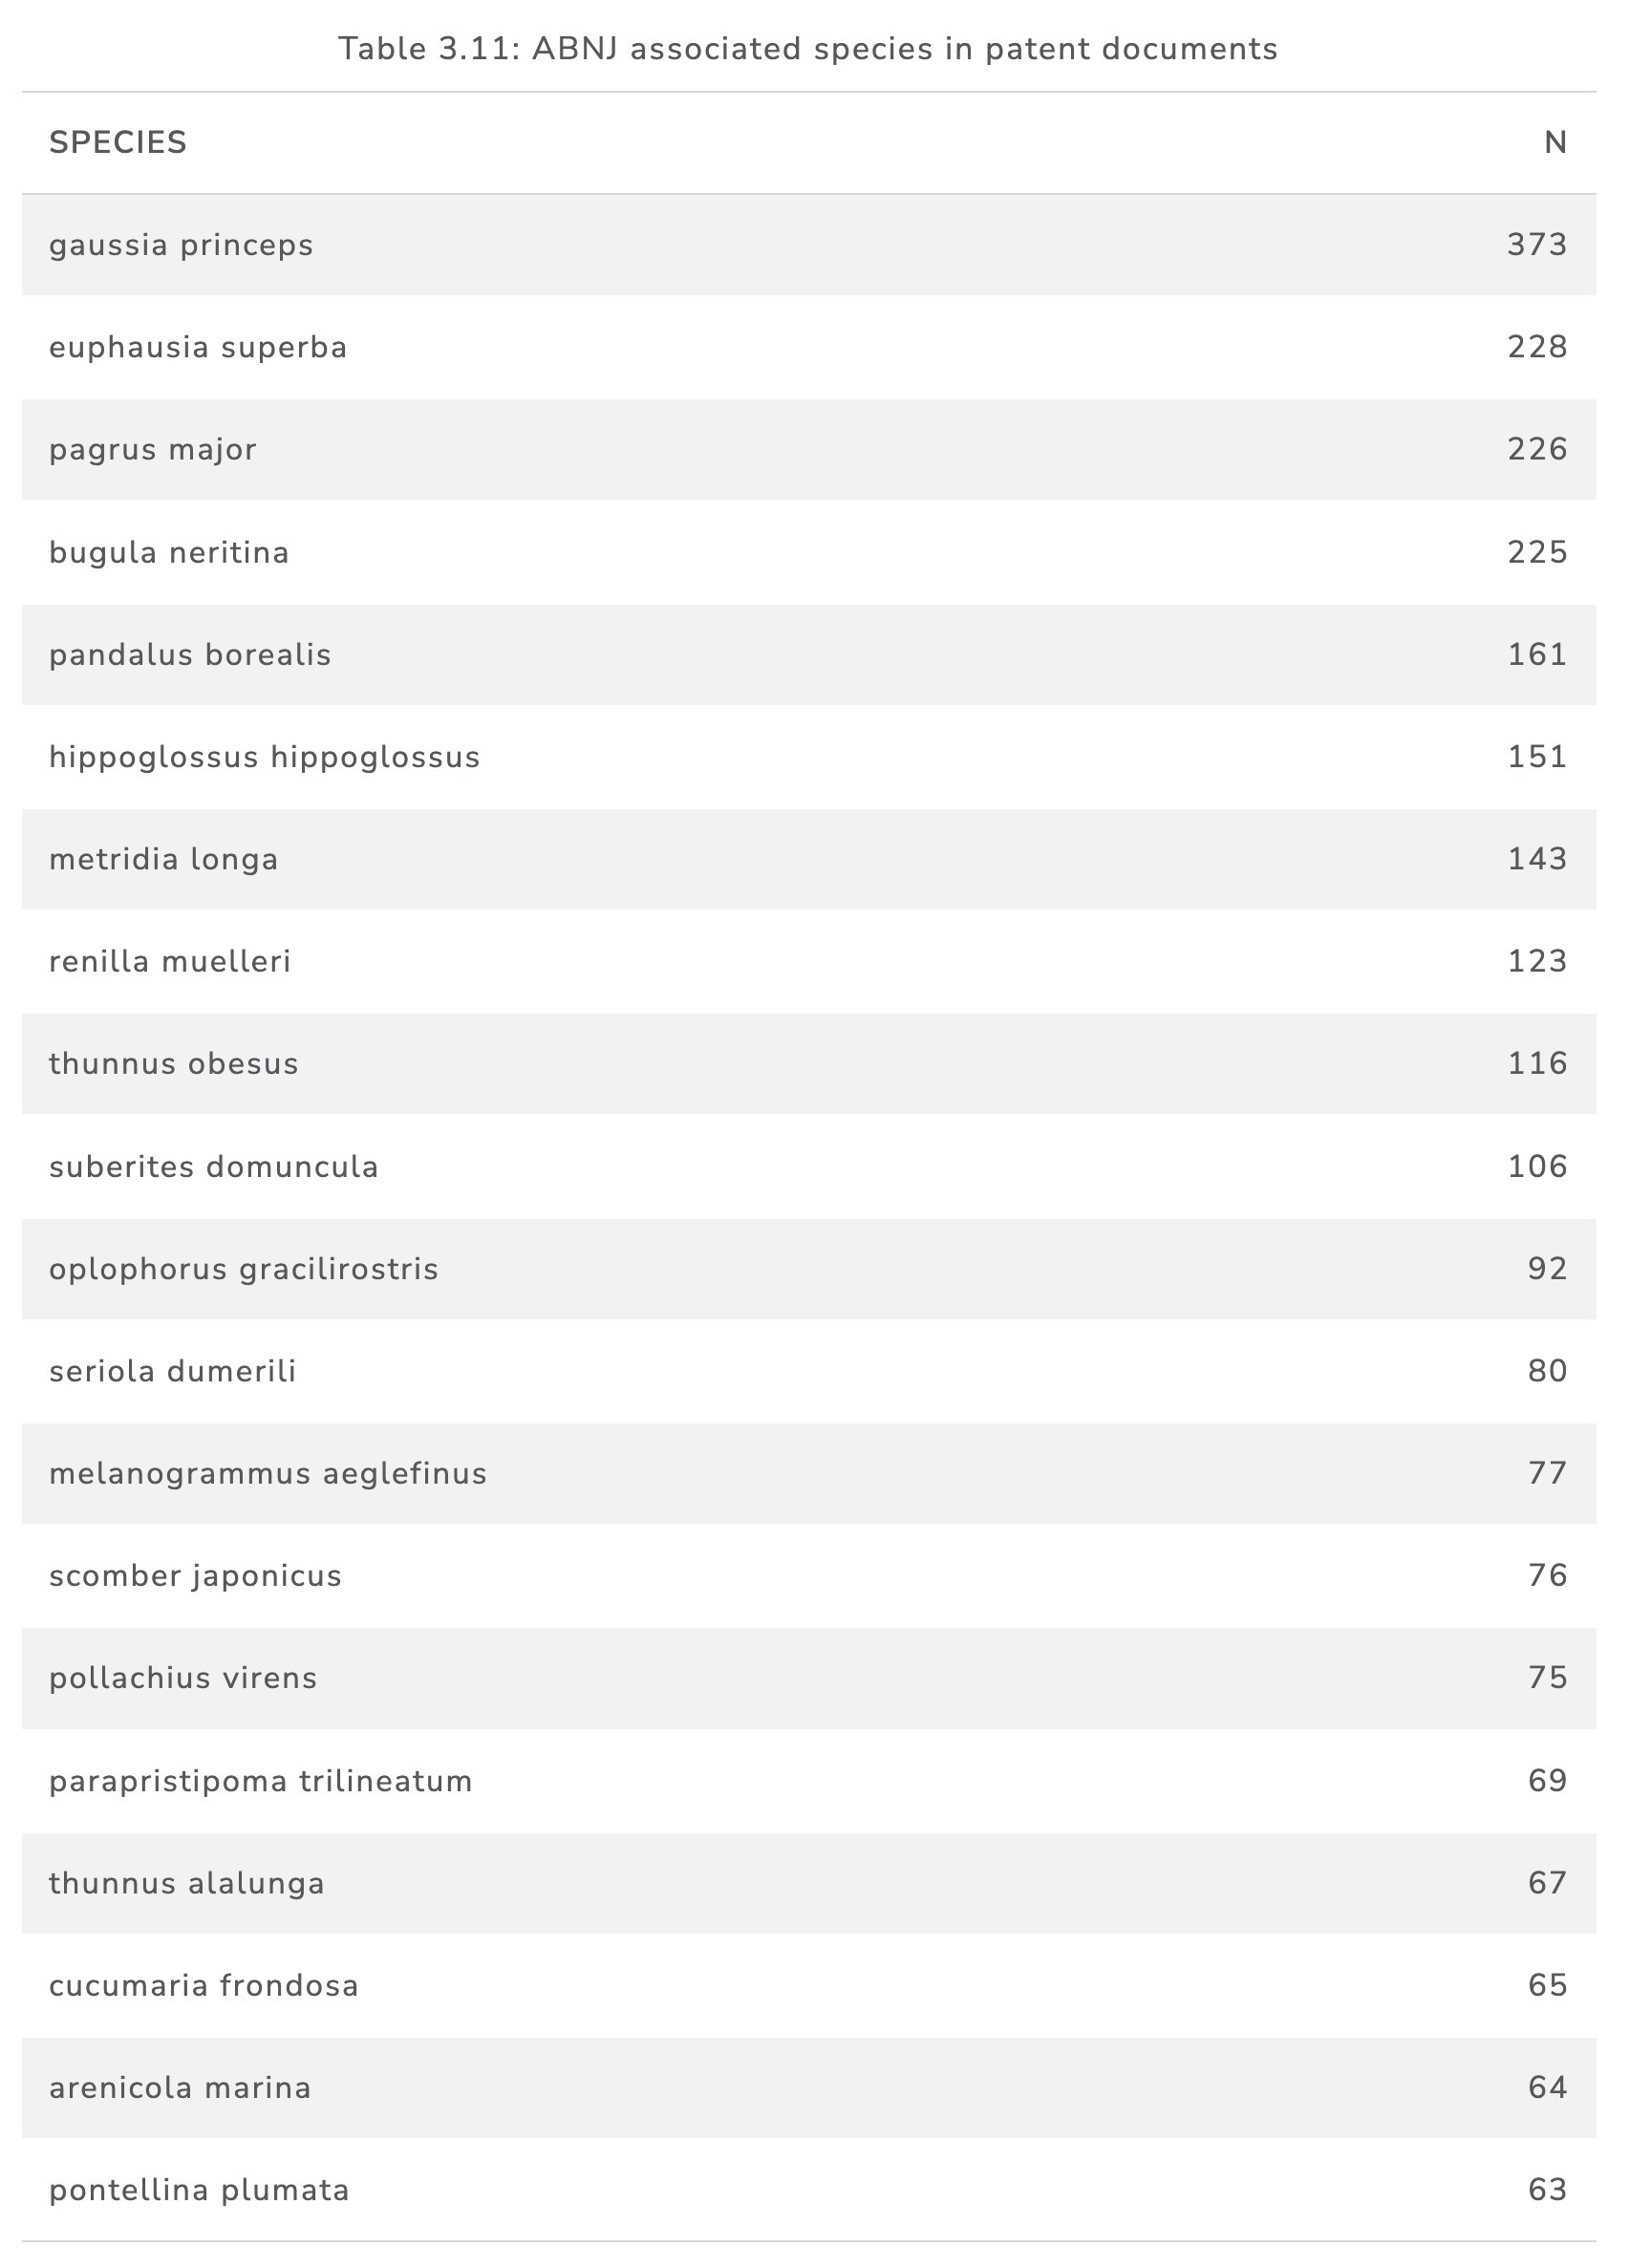 Table 3.11: ABNJ associated species in patent documents
SPECIES N
gaussia princeps 373
euphausia superba 228
pagrus major 226
bugula neritina 225
pandalus borealis 161
hippoglossus hippoglossus 151
metridia longa 143
renilla muelleri 123
thunnus obesus 116
suberites domuncula 106
oplophorus gracilirostris 92
seriola dumerili 80
melanogrammus aeglefinus 77
scomber japonicus 76
pollachius virens 75
parapristipoma trilineatum 69
thunnus alalunga 67
cucumaria frondosa 65
arenicola marina 64
pontellina plumata 63